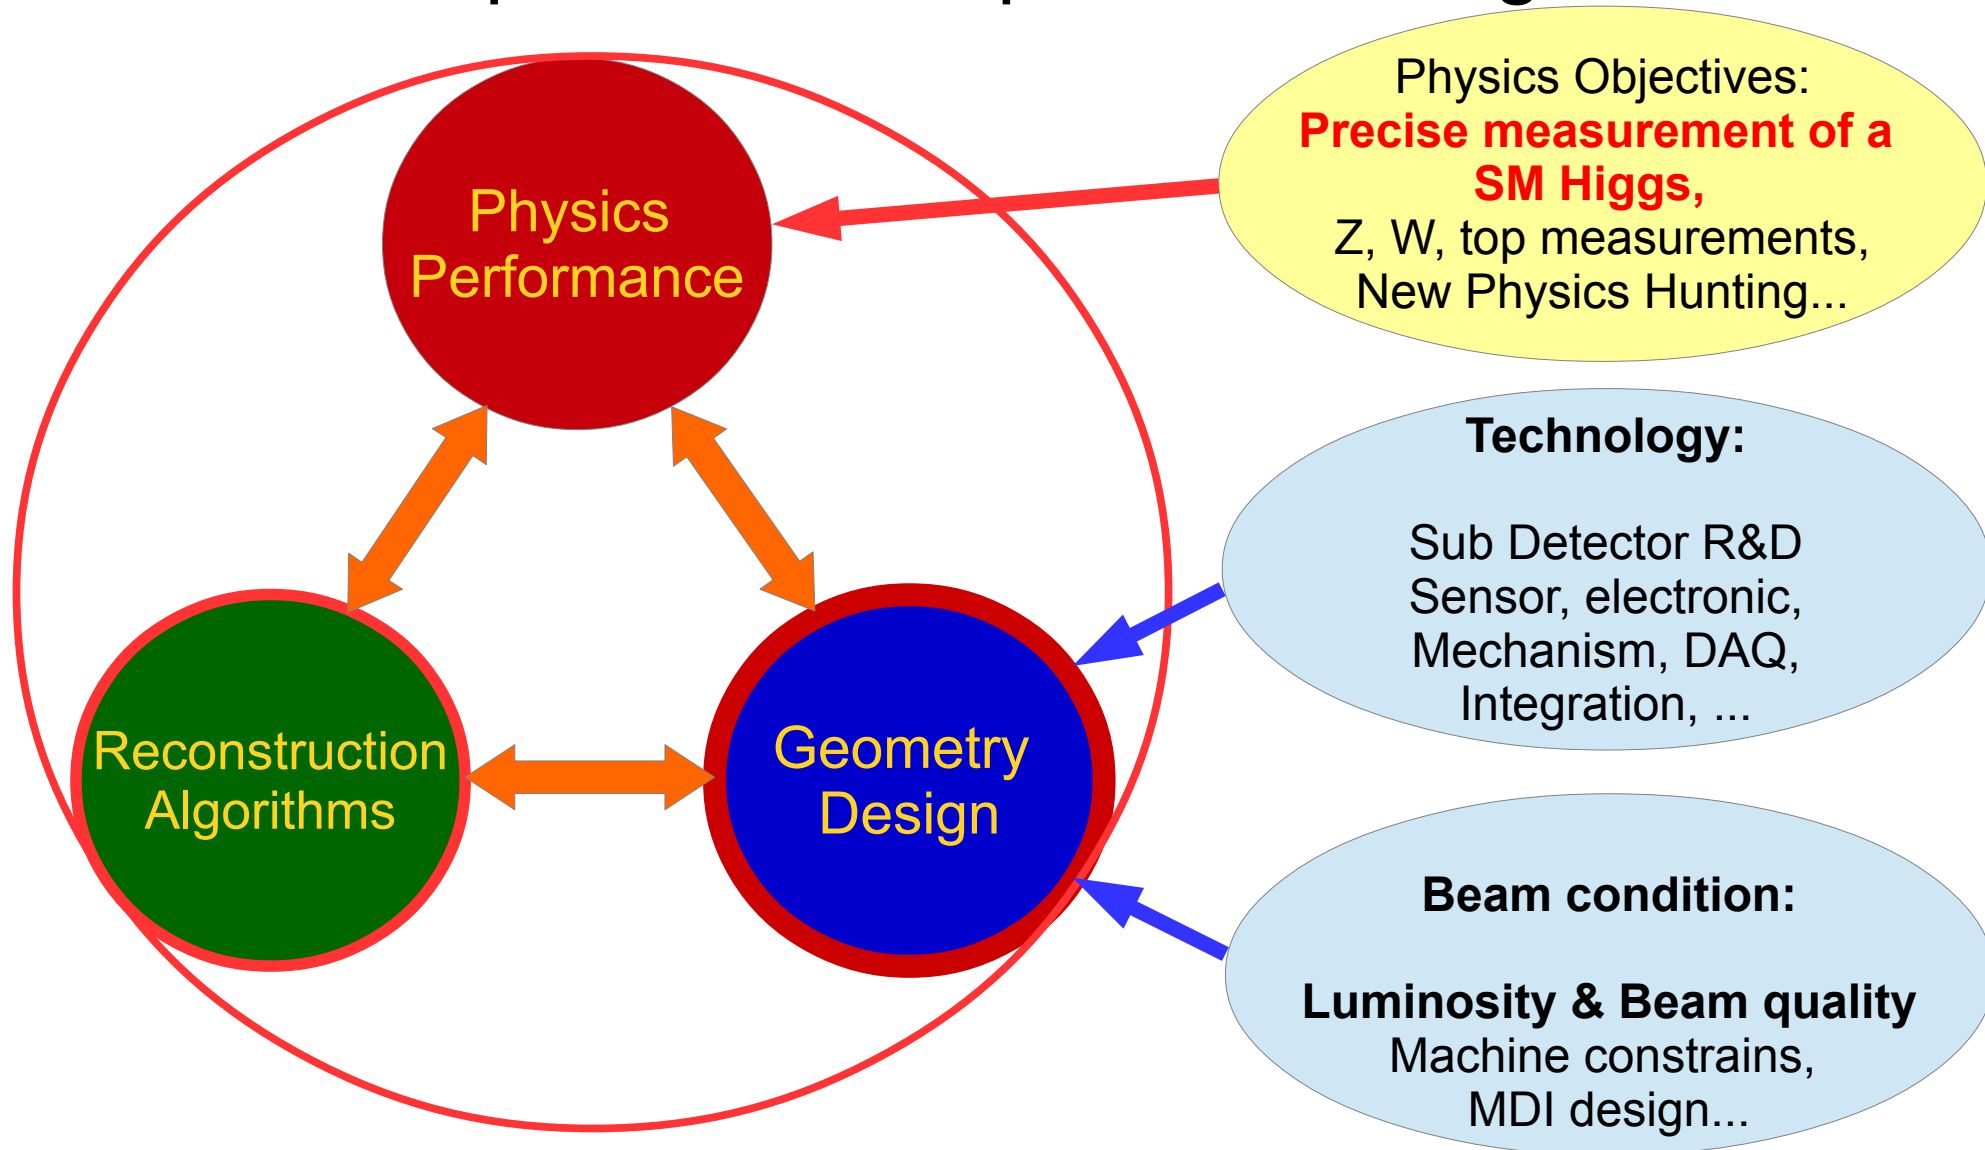 Physics
Performance
Reconstruction
Algorithms
Geometry
Design
Physics Objectives:
Precise measurement of a
SM Higgs,
Z, W, top measurements,
New Physics Hunting...
Technology:
Sub Detector R&D
Sensor, electronic,
Mechanism, DAQ,
Integration, ...
Beam condition:
Luminosity & Beam quality
Machine constrains,
MDI design...